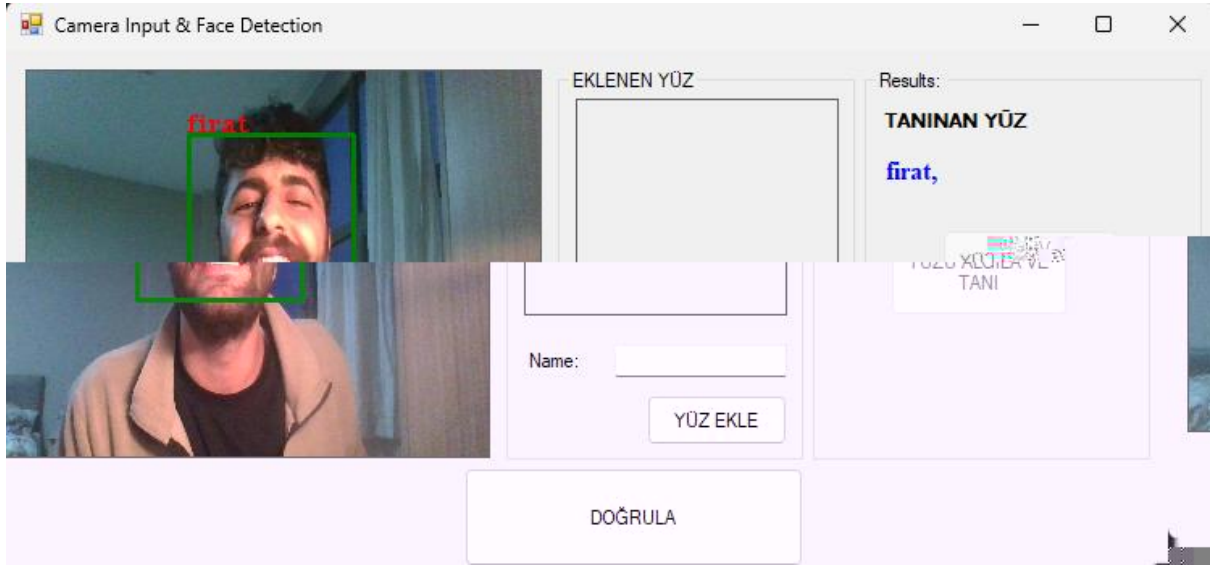 Camera Input & Face Detection
EKLENEN YÜZ
Results:
firat
TANINAN YÜZ
firat,
TANI
Name:
YÜZ EKLE
DOĞRULA